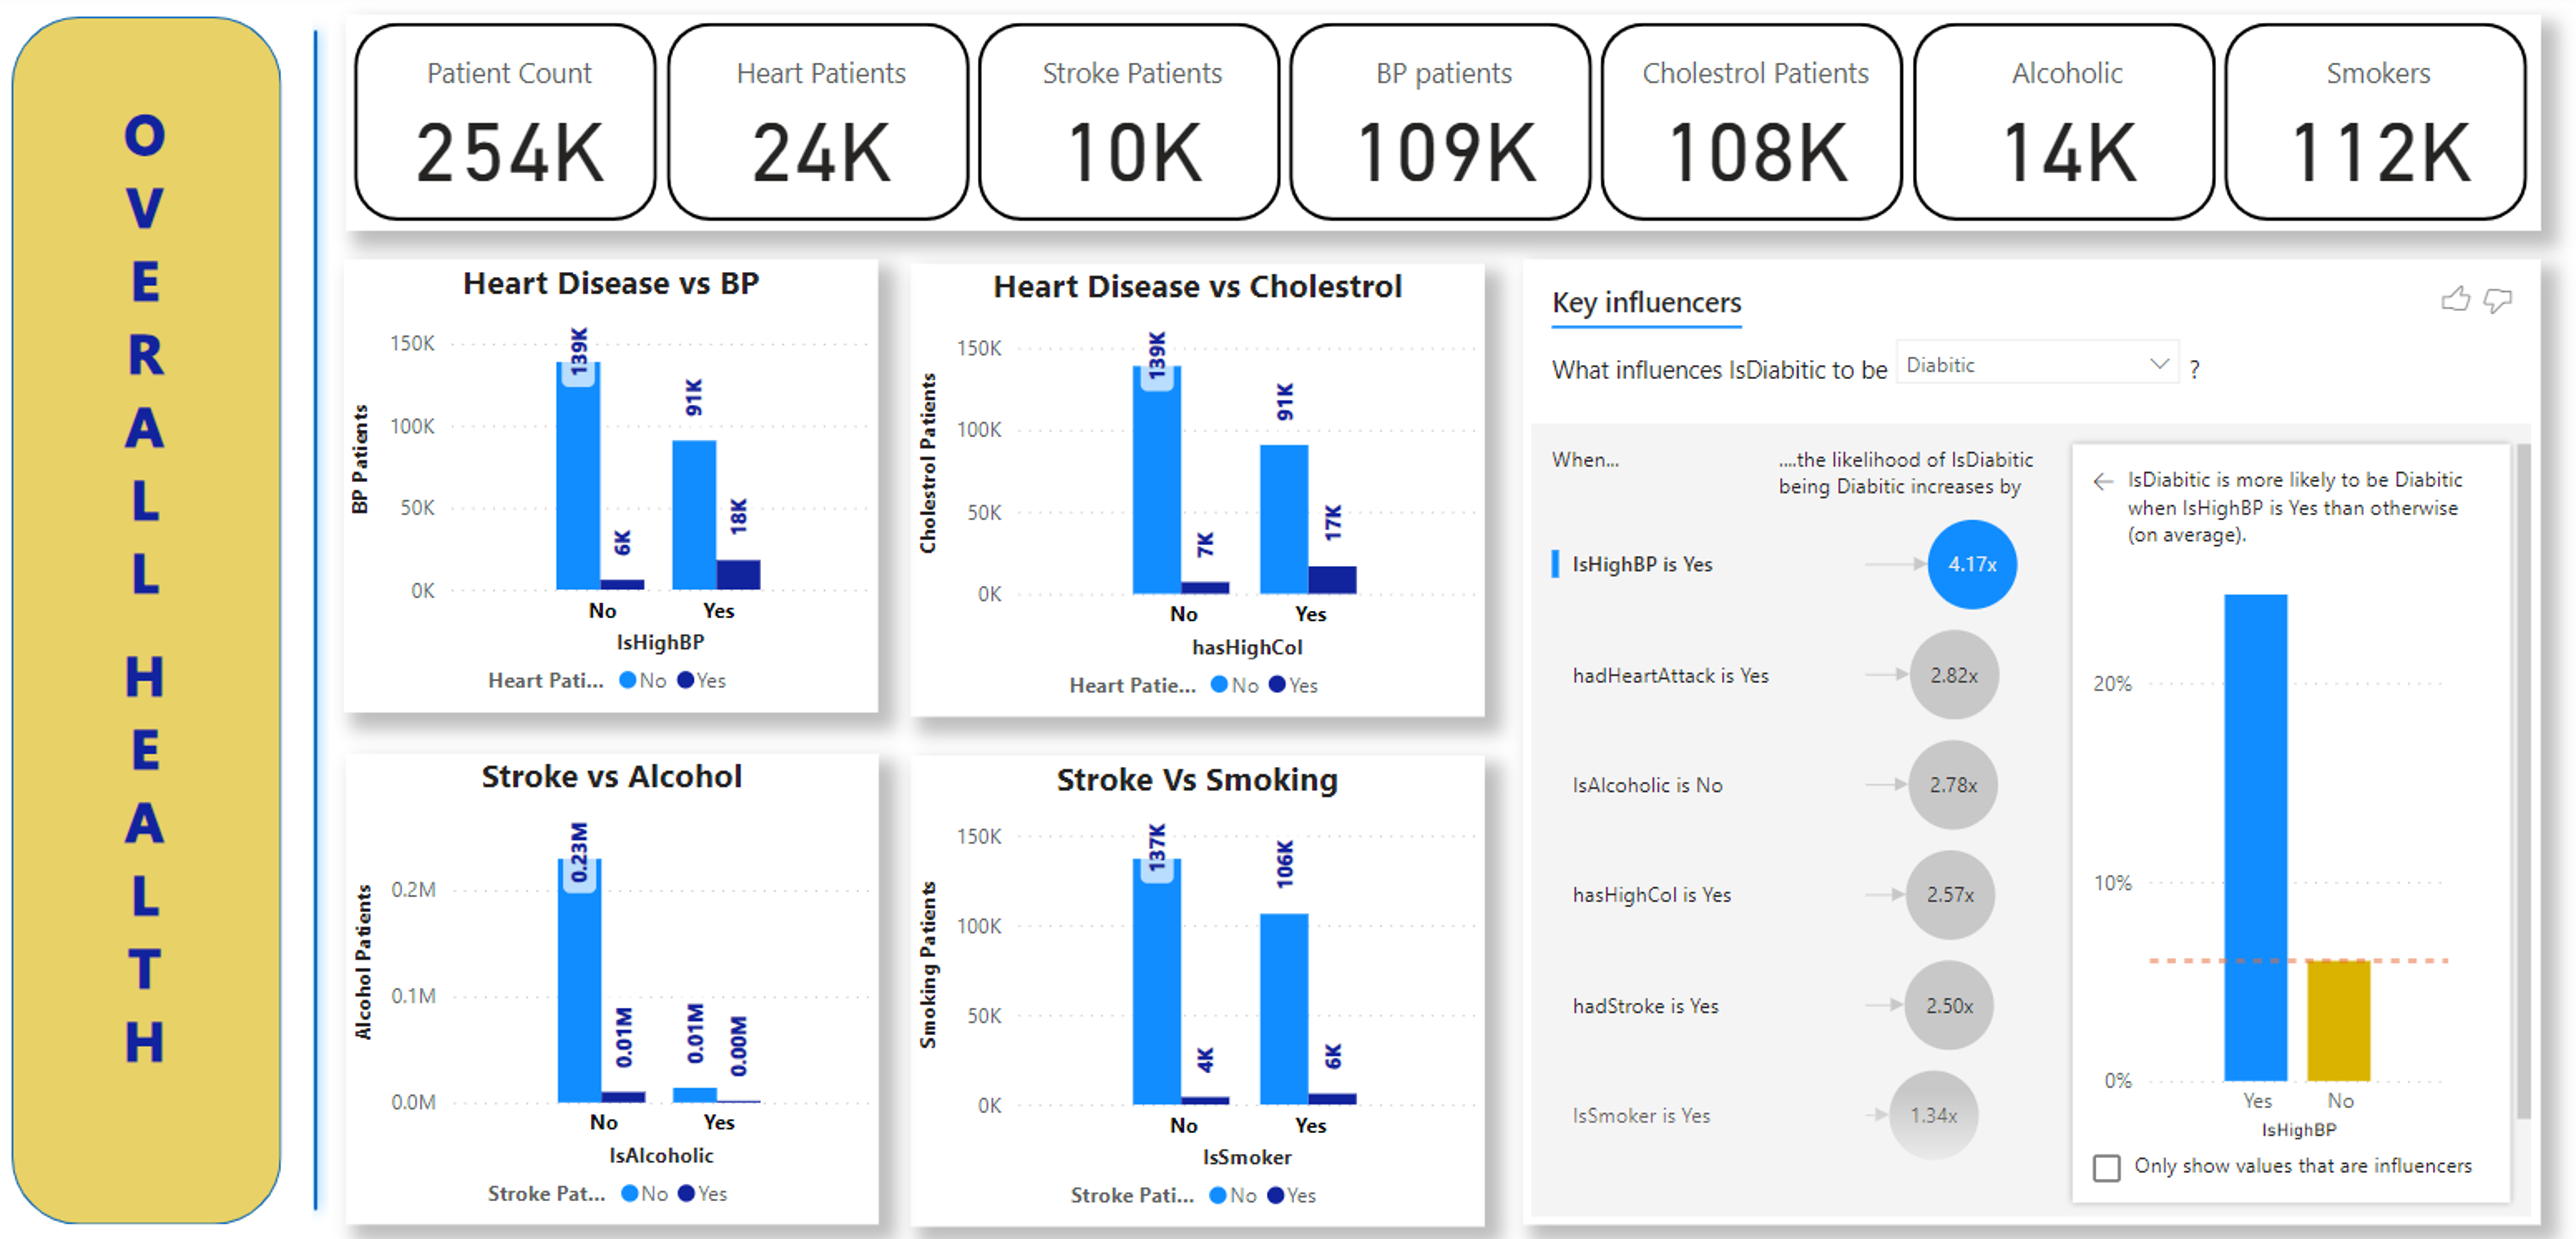 OVERALL HEALTH
Patient Count
254K
Heart Patients
24K
Stroke Patients
10K
BP patients
109K
Cholestrol Patients
108K
Alcoholic
14K
Smokers
112K
Heart Disease vs BP
BP Patients
150K
100K
50K
0K
139K
6K
91K
18K
No
Yes
IsHighBP
Heart Pati... No Yes
Heart Disease vs Cholestrol
Cholestrol Patients
150K
100K
50K
0K
139K
7K
91K
17K
No
Yes
hasHighCol
Heart Patie... No Yes
Stroke vs Alcohol
Alcohol Patients
0.2M
0.1M
0.0M
0.23M
0.01M
0.01M
0.00M
No
Yes
IsAlcoholic
Stroke Pat... No Yes
Stroke Vs Smoking
Smoking Patients
150K
100K
50K
0K
137K
4K
106K
6K
No
Yes
IsSmoker
Stroke Pati... No Yes
Key influencers
What influences IsDiabitic to be Diabitic ?
When...
....the likelihood of IsDiabitic
being Diabitic increases by
IsHighBP is Yes 4.17x
hadHeartAttack is Yes 2.82x
IsAlcoholic is No 2.78x
hasHighCol is Yes 2.57x
hadStroke is Yes 2.50x
IsSmoker is Yes 1.34x
IsDiabitic is more likely to be Diabitic
when IsHighBP is Yes than otherwise
(on average).
20%
10%
0%
Yes
No
IsHighBP
Only show values that are influencers